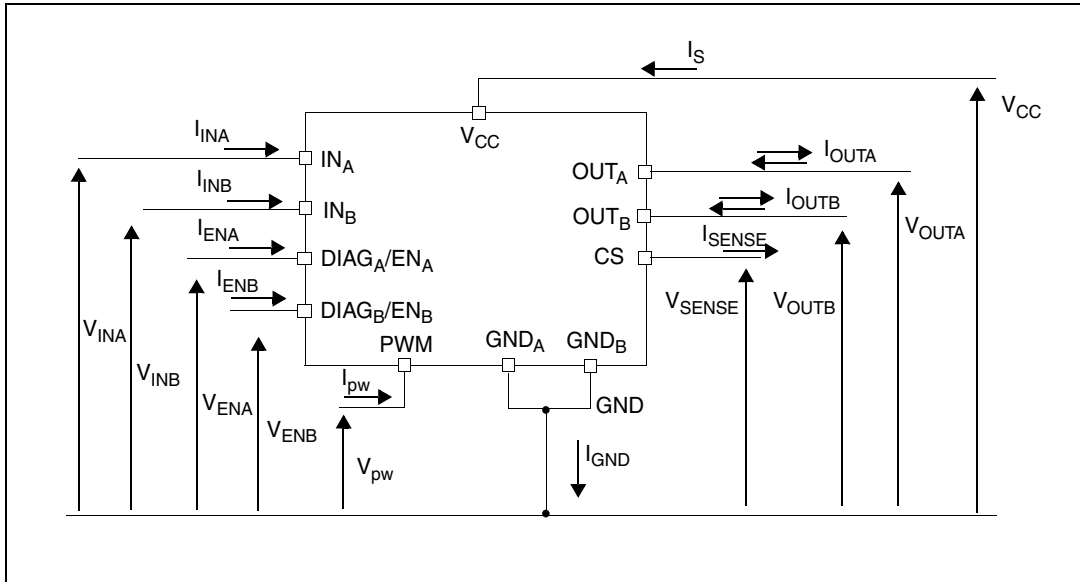 I_S
V_CC
V_CC
I_INA
IN_A
I_OUTA
OUT_A
I_INB
IN_B
I_OUTB
OUT_B
V_OUTA
I_ENA
DIAG_A/EN_A
I_SENSE
CS
I_ENB
DIAG_B/EN_B
V_SENSE
V_OUTB
V_INA
PWM
GND_A
GND_B
V_INB
I_pw
V_ENA
GND
V_ENB
V_pw
I_GND